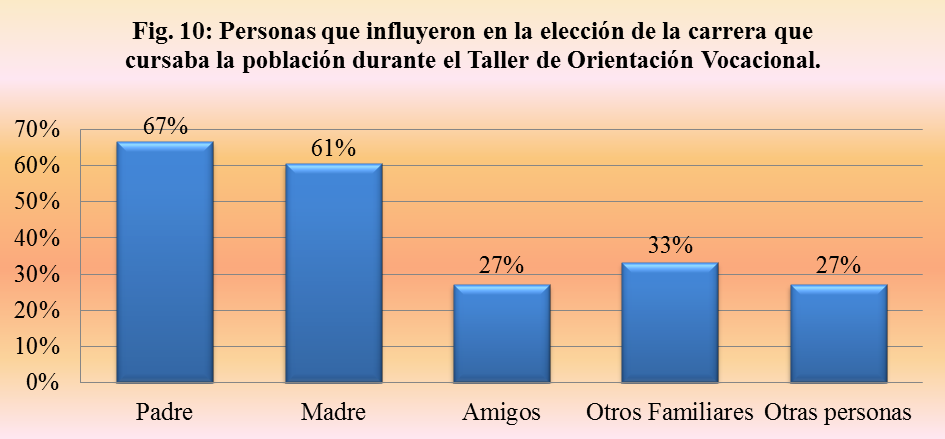 Fig. 10: Personas que influyeron en la elección de la carrera que
cursaba la población durante el Taller de Orientación Vocacional.
70%
60%
50%
40%
30%
20%
10%
0%
67%
61%
27%
33%
27%
Padre
Madre
Amigos
Otros Familiares
Otras personas